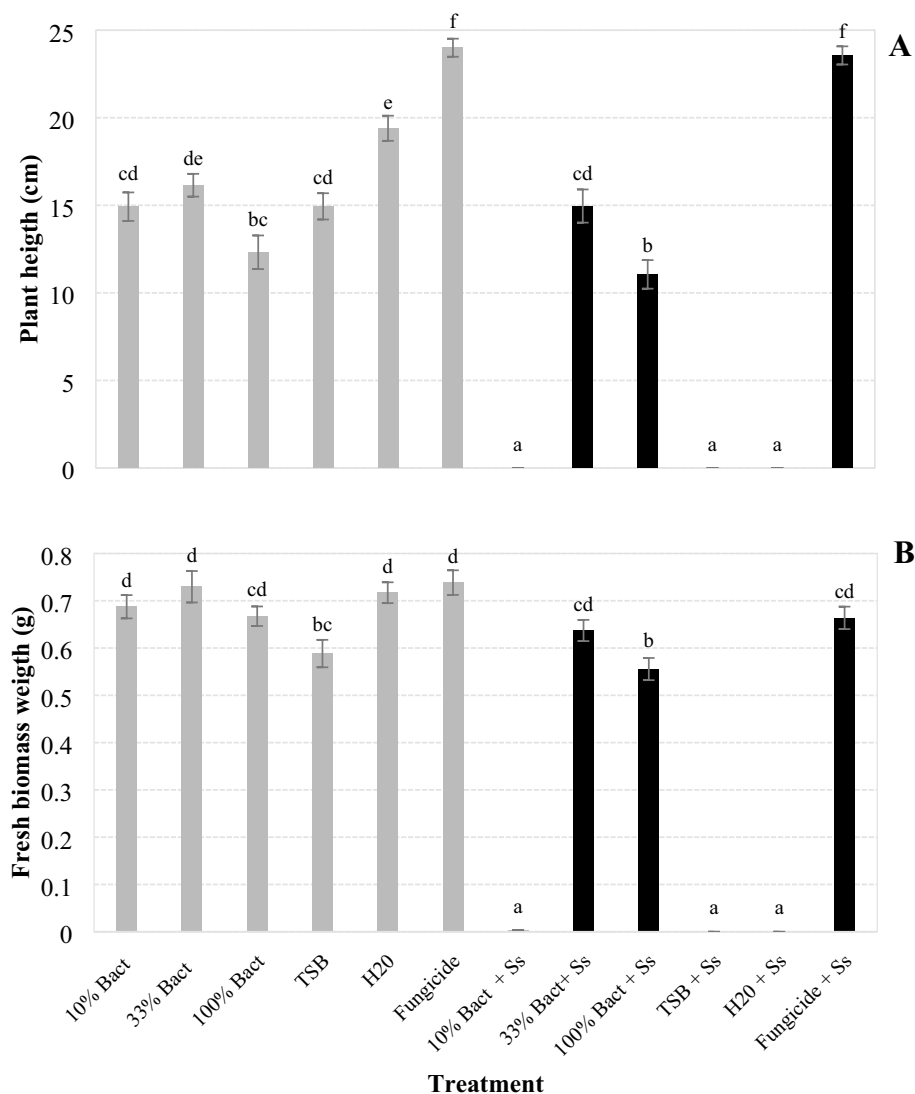 A
Plant heigth (cm)
25
20
15
10
5
0
cd
de
bc
cd
e
f
a
cd
b
a
a
f
B
Fresh biomass weigth (g)
0.8
0.7
0.6
0.5
0.4
0.3
0.2
0.1
0
d
d
cd
bc
d
d
a
cd
b
a
a
cd
10% Bact
33% Bact
100% Bact
TSB
H20
Fungicide
10% Bact + Ss
33% Bact+ Ss
100% Bact + Ss
TSB + Ss
H20 + Ss
Fungicide + Ss
Treatment